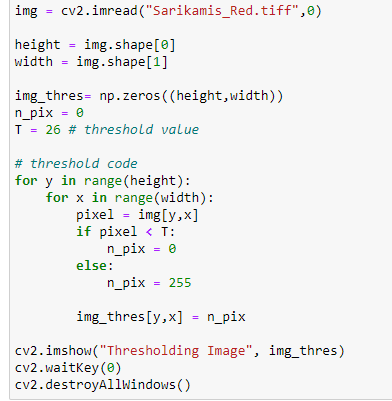 img = cv2.imread("Sarikamis_Red.tiff",0)

height = img.shape[0]
width = img.shape[1]

img_thres= np.zeros((height,width))
n_pix = 0
T = 26 # threshold value

# threshold code
for y in range(height):
    for x in range(width):
        pixel = img[y,x]
        if pixel < T:
            n_pix = 0
        else:
            n_pix = 255

        img_thres[y,x] = n_pix

cv2.imshow("Thresholding Image", img_thres)
cv2.waitKey(0)
cv2.destroyAllWindows()